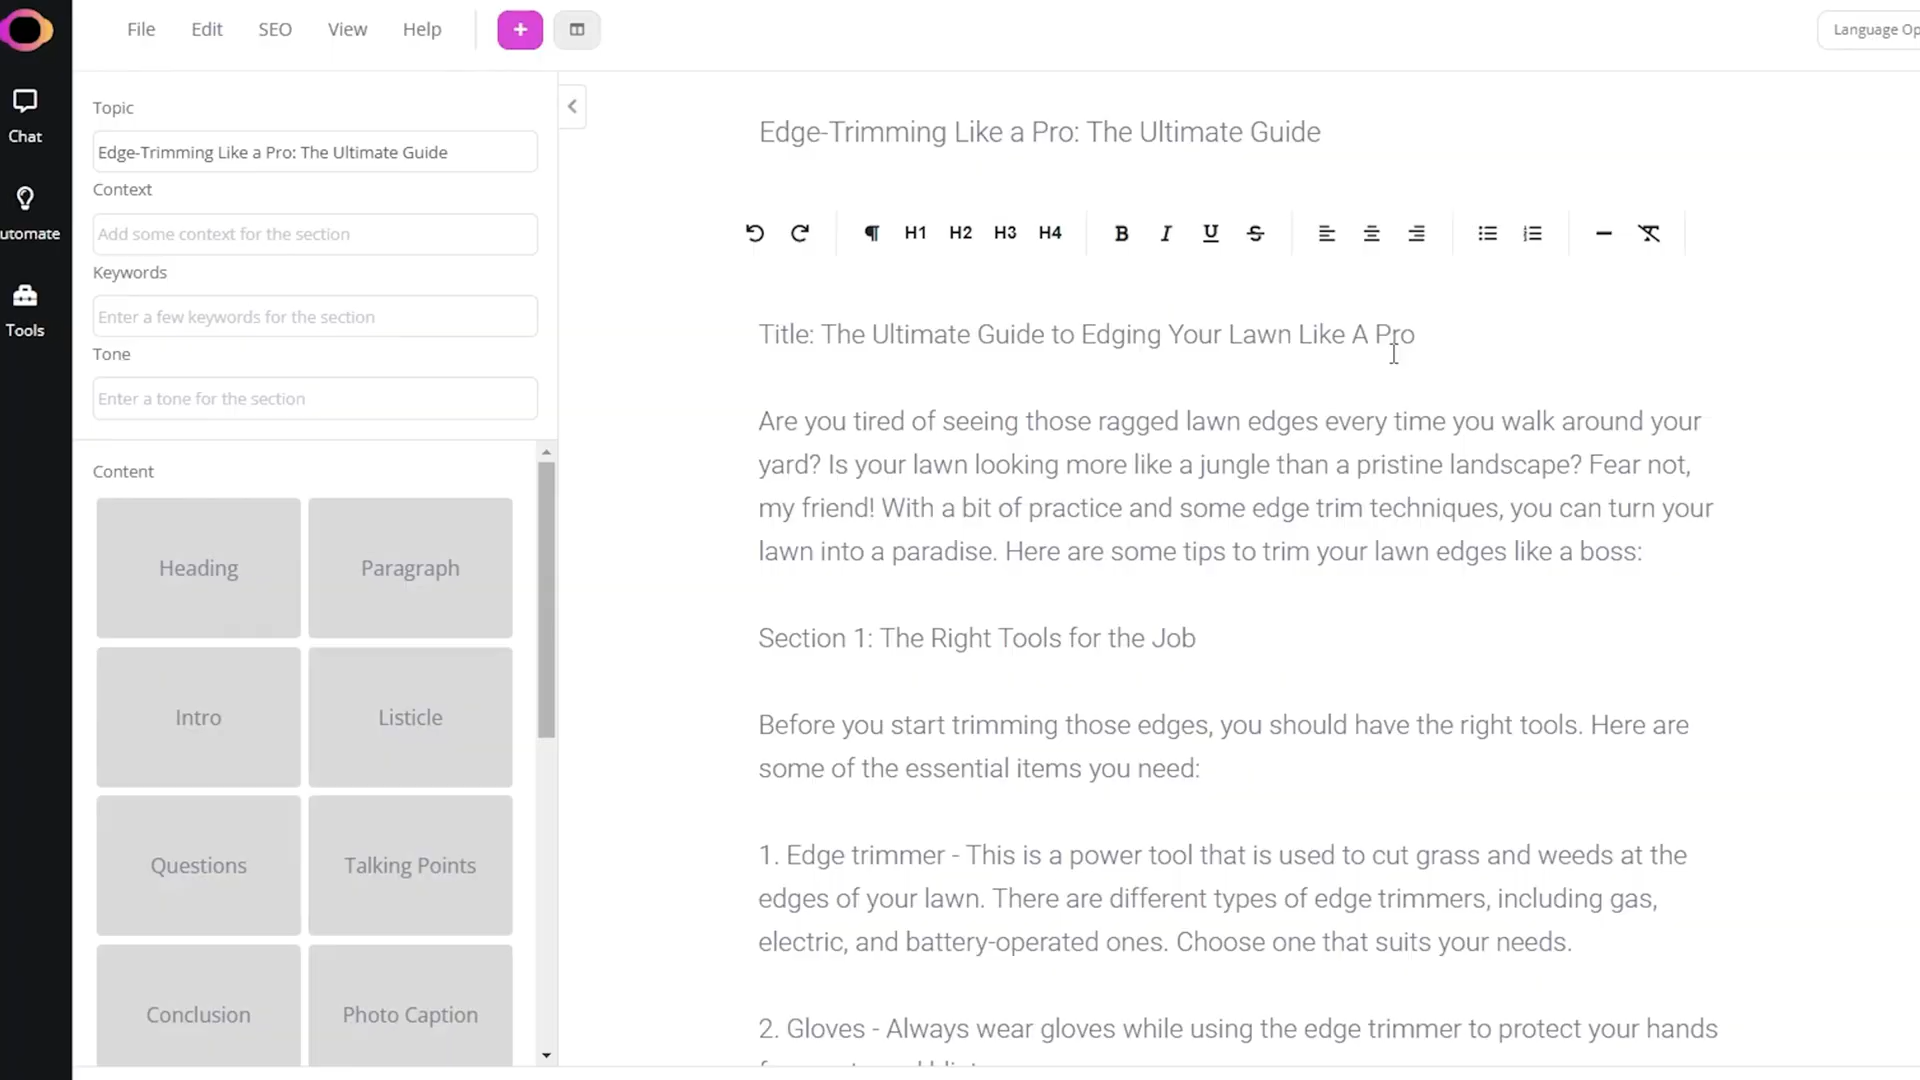 File Edit SEO View Help +
Language Op
Chat
utomate
Tools
Topic
Edge-Trimming Like a Pro: The Ultimate Guide
Context
Add some context for the section
Keywords
Enter a few keywords for the section
Tone
Enter a tone for the section
Content
Heading Paragraph
Intro Listicle
Questions Talking Points
Conclusion Photo Caption
Edge-Trimming Like a Pro: The Ultimate Guide
¶ H1 H2 H3 H4 B I U S
Title: The Ultimate Guide to Edging Your Lawn Like A Pro
Are you tired of seeing those ragged lawn edges every time you walk around your
yard? Is your lawn looking more like a jungle than a pristine landscape? Fear not,
my friend! With a bit of practice and some edge trim techniques, you can turn your
lawn into a paradise. Here are some tips to trim your lawn edges like a boss:
Section 1: The Right Tools for the Job
Before you start trimming those edges, you should have the right tools. Here are
some of the essential items you need:
1. Edge trimmer - This is a power tool that is used to cut grass and weeds at the
edges of your lawn. There are different types of edge trimmers, including gas,
electric, and battery-operated ones. Choose one that suits your needs.
2. Gloves - Always wear gloves while using the edge trimmer to protect your hands